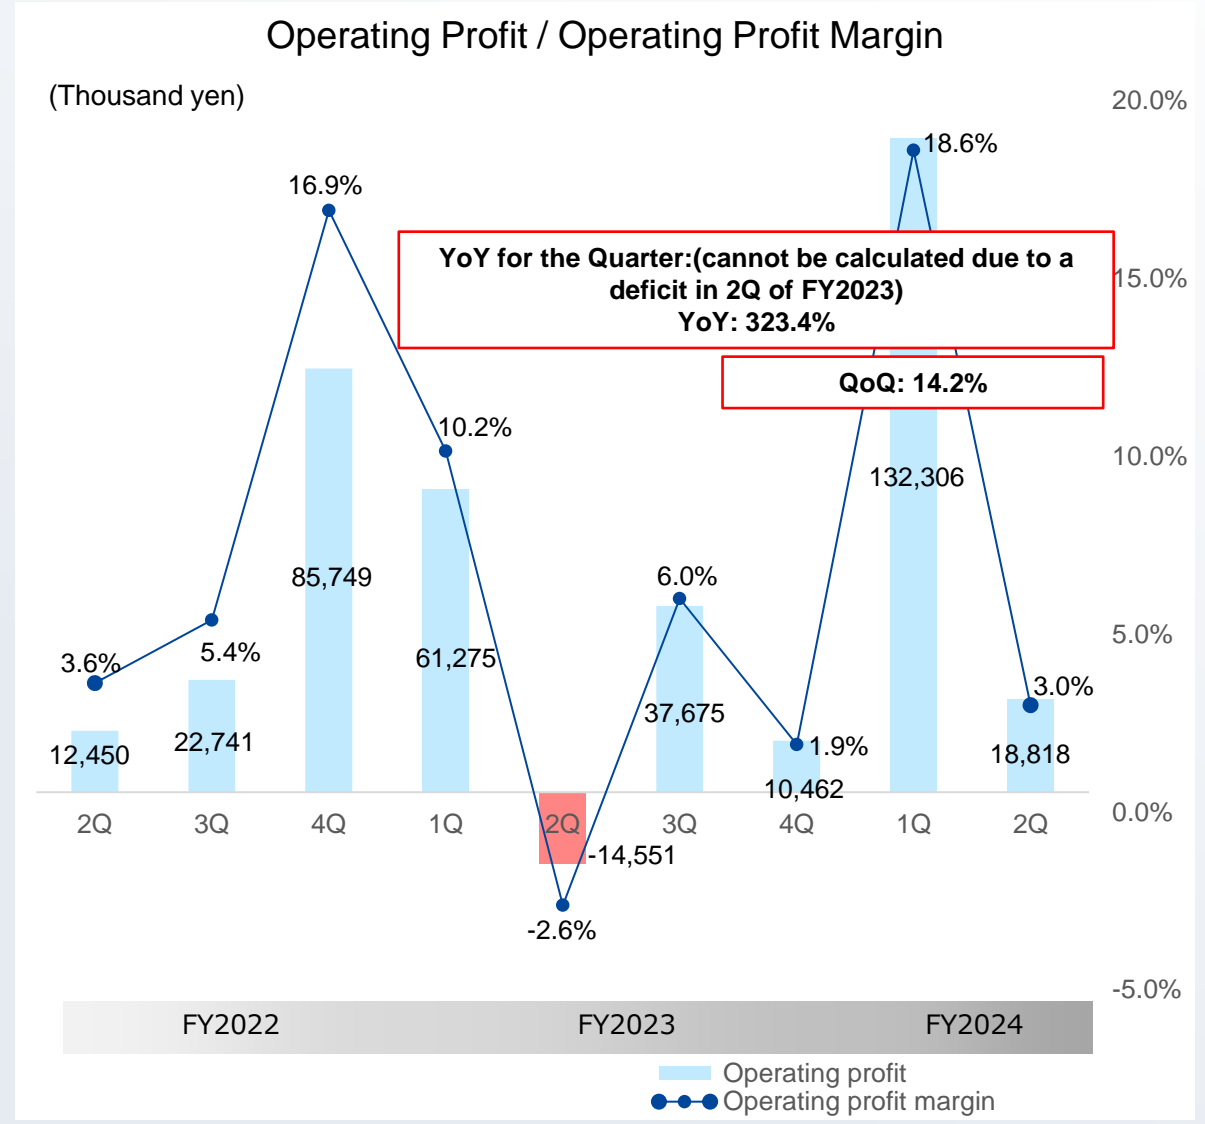 Operating Profit / Operating Profit Margin
(Thousand yen)
20.0%
18.6%
16.9%
YoY for the Quarter:(cannot be calculated due to a
deficit in 2Q of FY2023)
YoY: 323.4%
15.0%
QoQ: 14.2%
10.2%
10.0%
132,306
85,749
6.0%
5.0%
3.6%
5.4%
61,275
3.0%
37,675
12,450
22,741
1.9%
18,818
10,462
0.0%
2Q
3Q
4Q
1Q
2Q
3Q
4Q
1Q
2Q
-14,551
-2.6%
-5.0%
FY2022
FY2023
FY2024
Operating profit
Operating profit margin